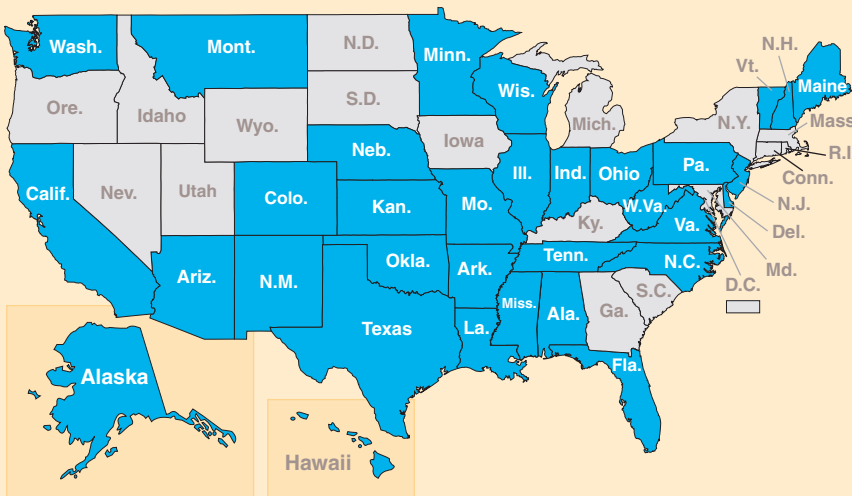 Wash.
Mont.
N.D.
Minn.
N.H.
Vt.
Maine
Ore.
Idaho
Wyo.
S.D.
Wis.
Mich.
N.Y.
Mass
Calif.
Nev.
Utah
Colo.
Neb.
Kan.
Iowa
Mo.
Ill.
Ind.
Ohio
Pa.
R.I
Conn.
N.J.
Ky.
W.Va.
Va.
Del.
Md.
D.C.
Ariz.
N.M.
Okla.
Ark.
Tenn.
N.C.
S.C.
Texas
La.
Miss.
Ala.
Ga.
Fla.
Alaska
Hawaii